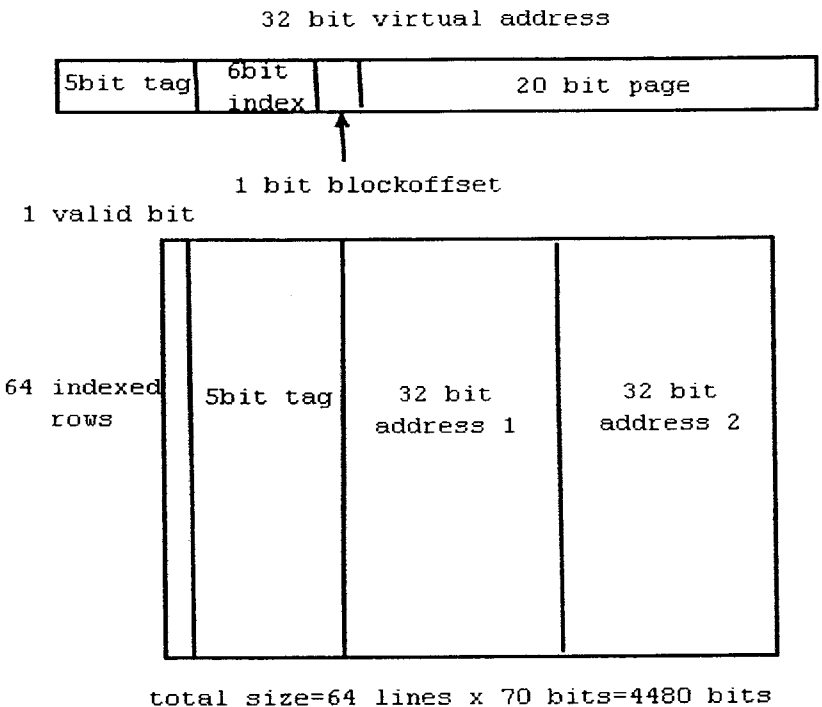 32 bit virtual address
5bit tag
6bit
index
20 bit page
1 bit blockoffset
1 valid bit
64 indexed
rows
5bit tag
32 bit
address 1
32 bit
address 2
total size=64 lines x 70 bits=4480 bits